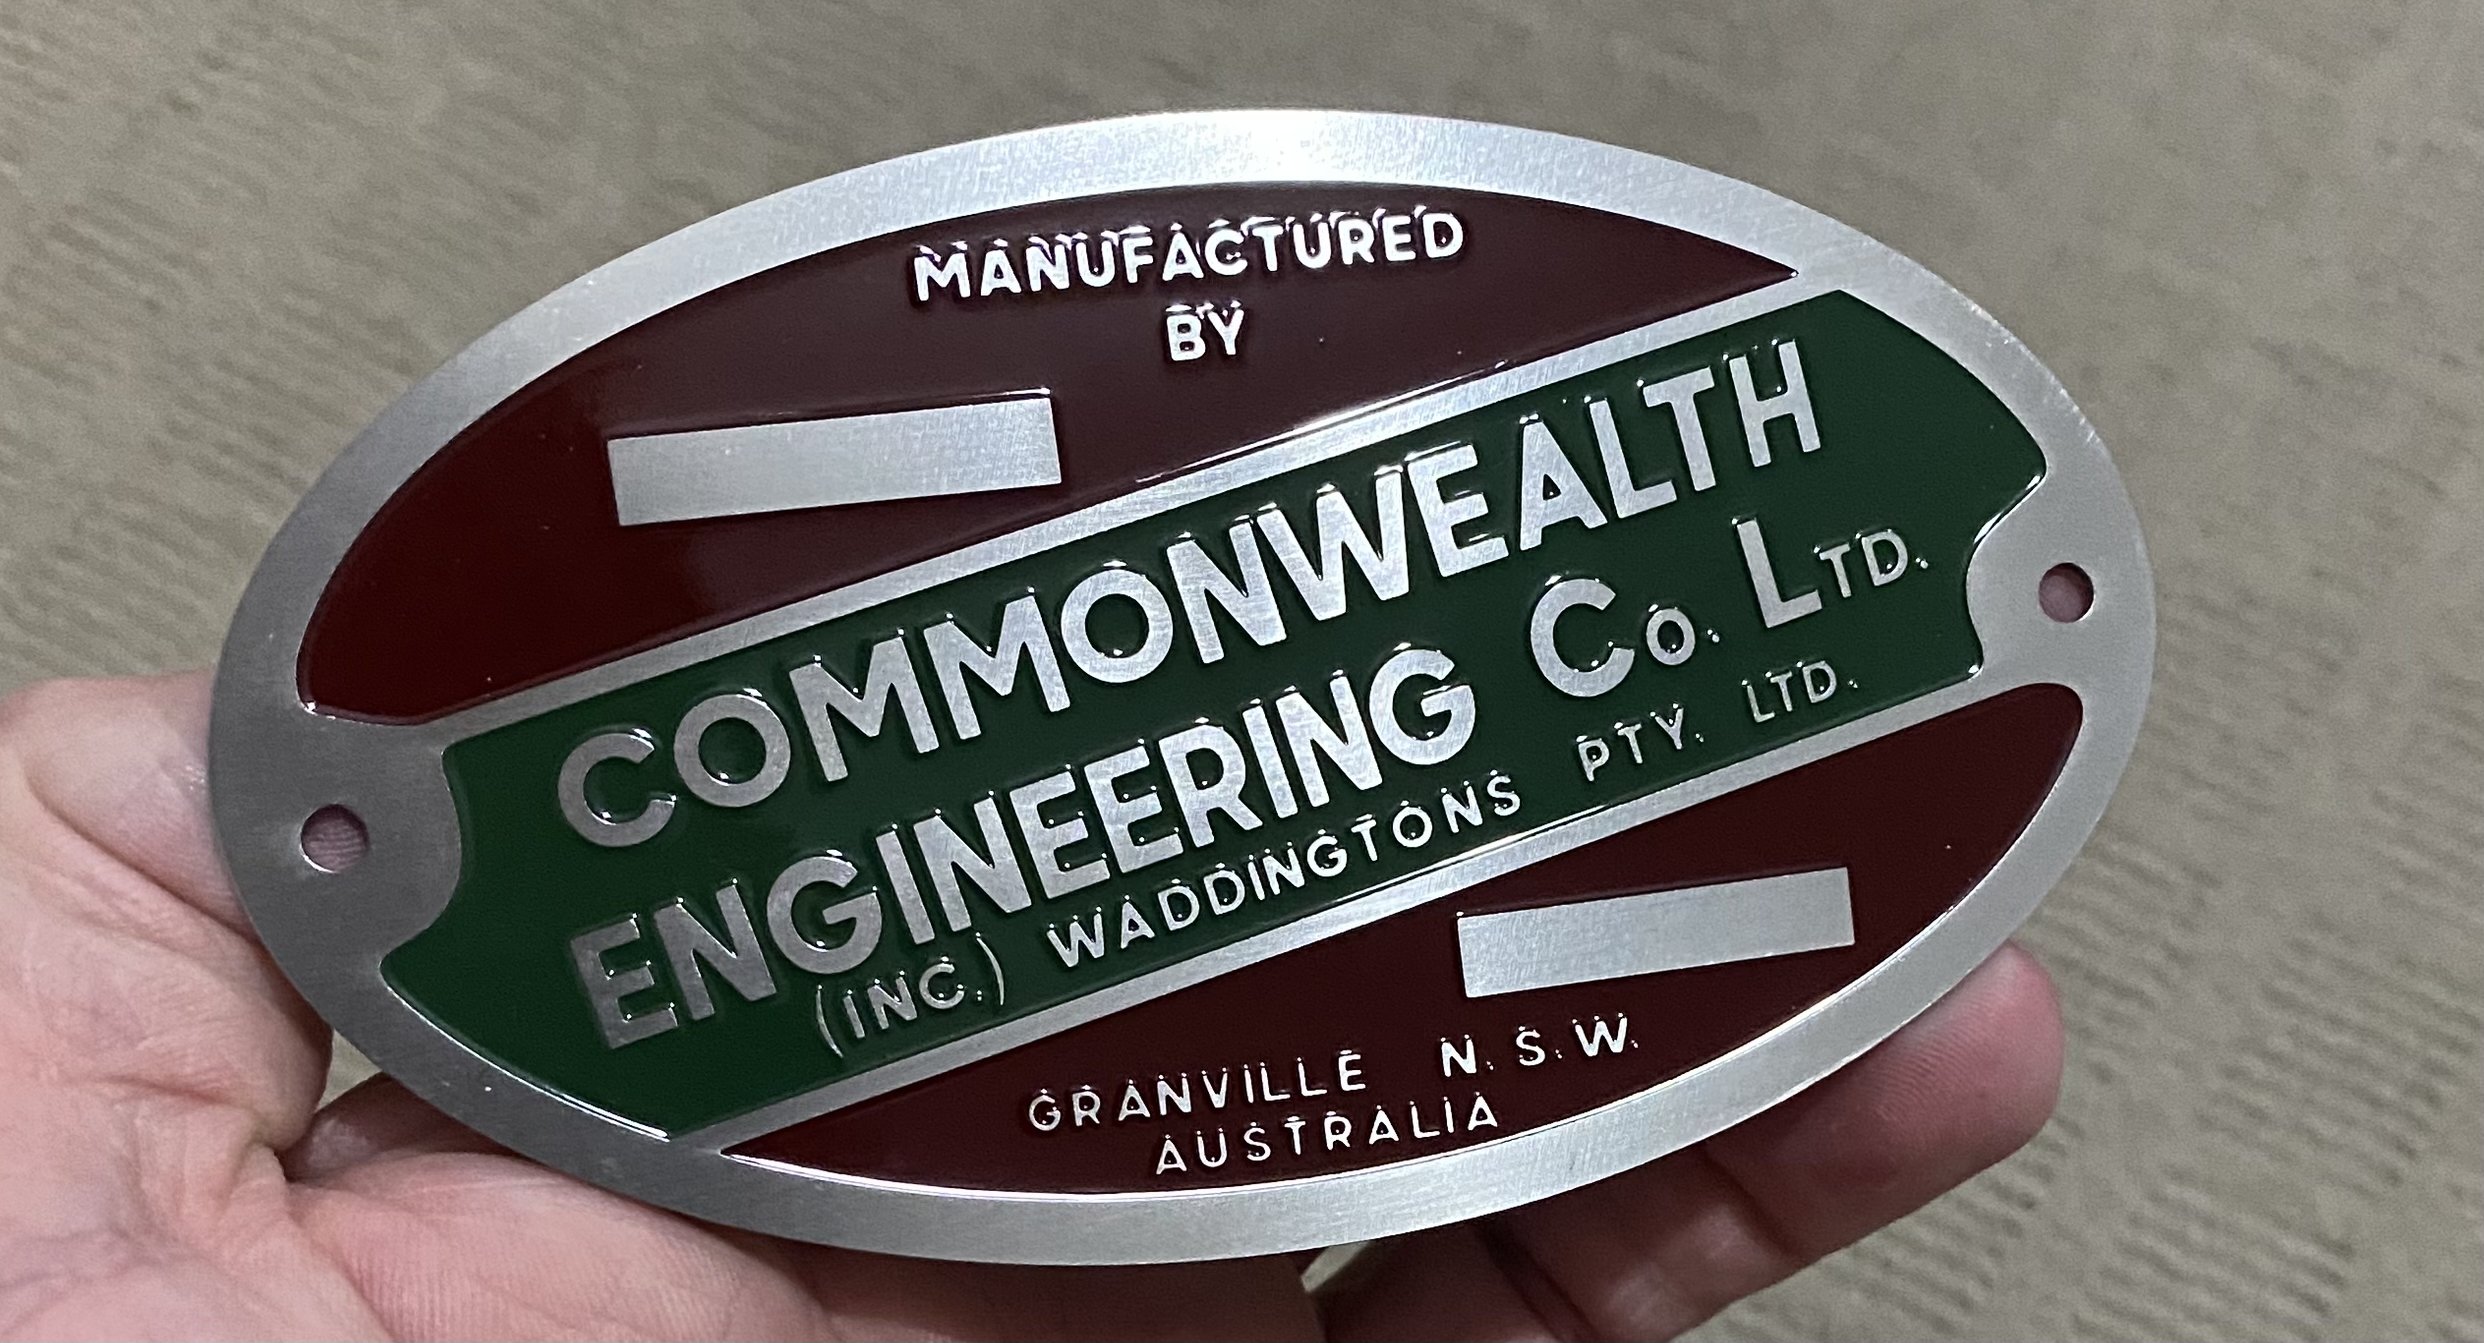 MANUFACTURED
BY
COMMONWEALTH
ENGINEERING Co. LTD.
(INC.) WADDINGTONS PTY. LTD.
GRANVILLE N.S.W.
AUSTRALIA